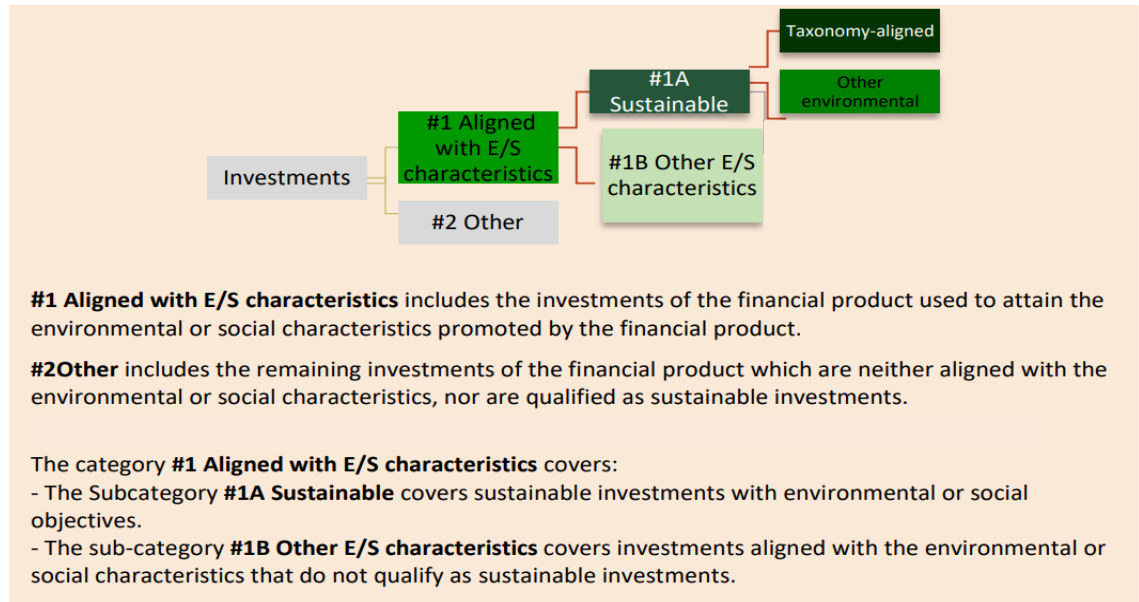 Taxonomy-aligned
#1A
Sustainable
Other
environmental
#1 Aligned
with E/S
characteristics
#1B Other E/S
characteristics
Investments
#2 Other
#1 Aligned with E/S characteristics includes the investments of the financial product used to attain the
environmental or social characteristics promoted by the financial product.
#2Other includes the remaining investments of the financial product which are neither aligned with the
environmental or social characteristics, nor are qualified as sustainable investments.
The category #1 Aligned with E/S characteristics covers:
- The Subcategory #1A Sustainable covers sustainable investments with environmental or social
objectives.
- The sub-category #1B Other E/S characteristics covers investments aligned with the environmental or
social characteristics that do not qualify as sustainable investments.